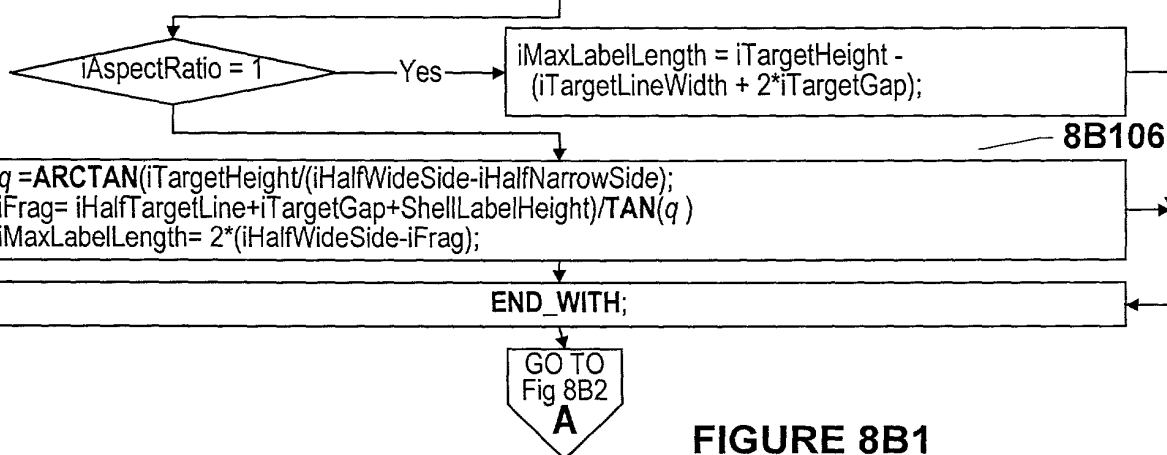 iAspectRatio = 1
Yes
iMaxLabelLength = iTargetHeight -
(iTargetLineWidth + 2*iTargetGap);
8B106
q =ARCTAN(iTargetHeight/(iHalfWideSide-iHalfNarrowSide);
iFrag= iHalfTargetLine+iTargetGap+ShellLabelHeight)/TAN(q )
iMaxLabelLength= 2*(iHalfWideSide-iFrag);
END_WITH;
GO TO
Fig 8B2
A
FIGURE 8B1